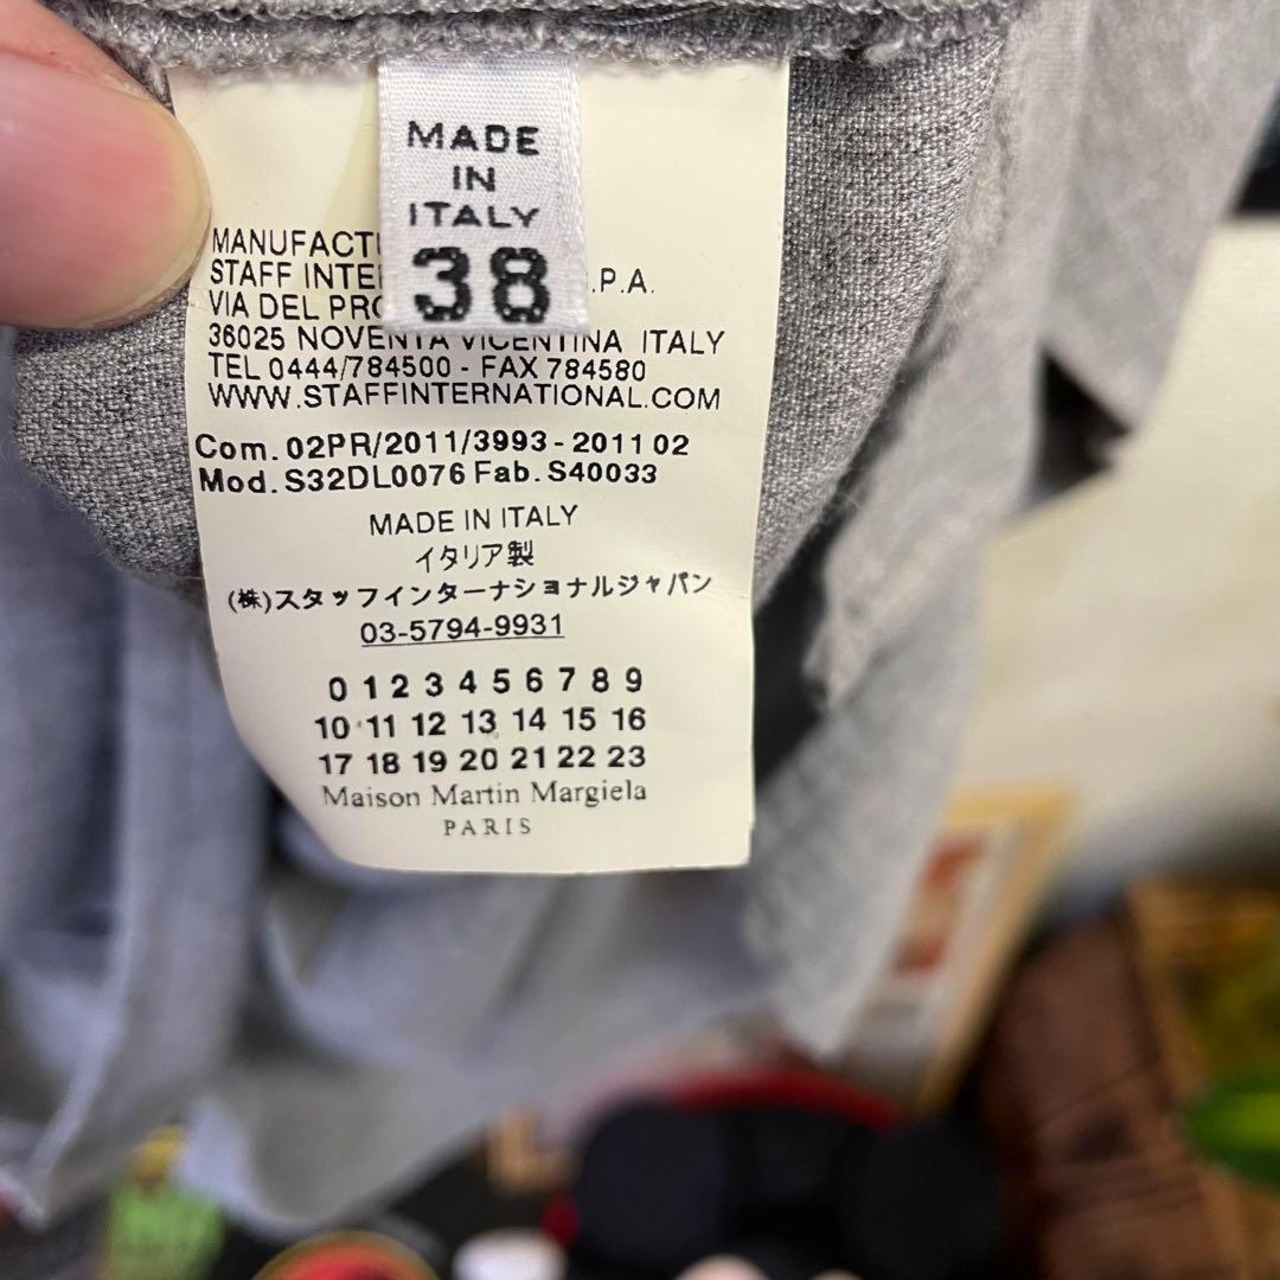 MADE
IN
ITALY
38
MANUFACT
STAFF INTE .P.A.
VIA DEL PRO
36025 NOVENTA VICENTINA ITALY
TEL 0444/784500 - FAX 784580
WWW.STAFFINTERNATIONAL.COM
Com. 02PR/2011/3993 - 2011 02
Mod. S32DL0076 Fab. S40033
MADE IN ITALY
イタリア製
(株)スタッフインターナショナルジャパン
03-5794-9931
0 1 2 3 4 5 6 7 8 9
10 11 12 13 14 15 16
17 18 19 20 21 22 23
Maison Martin Margiela
PARIS